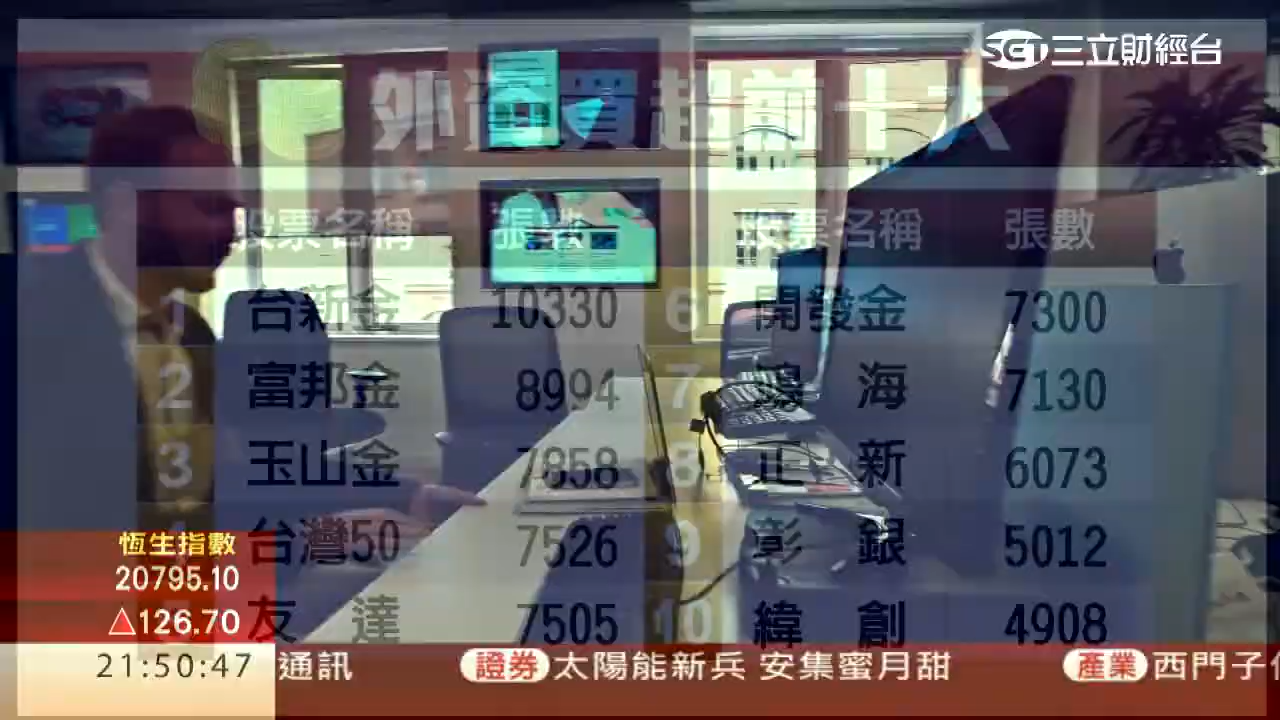 SET 三立財經台
外資買超前十大
股票名稱 張數 股票名稱 張數
1 台新金 10330 6 開發金 7300
2 富邦金 8994 7 鴻海 7130
3 玉山金 7858 8 正新 6073
台灣50 7526 9 彰銀 5012
友達 7505 10 緯創 4908
恆生指數
20795.10
△126.70
21:50:47 通訊 證券 太陽能新兵 安集蜜月甜 產業 西門子